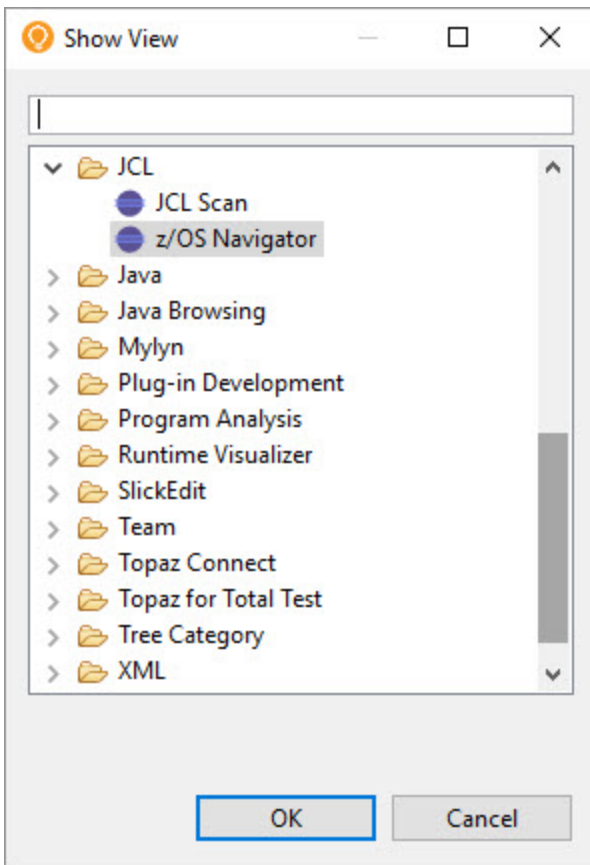 Show View
JCL
JCL Scan
z/OS Navigator
Java
Java Browsing
Mylyn
Plug-in Development
Program Analysis
Runtime Visualizer
SlickEdit
Team
Topaz Connect
Topaz for Total Test
Tree Category
XML
OK Cancel